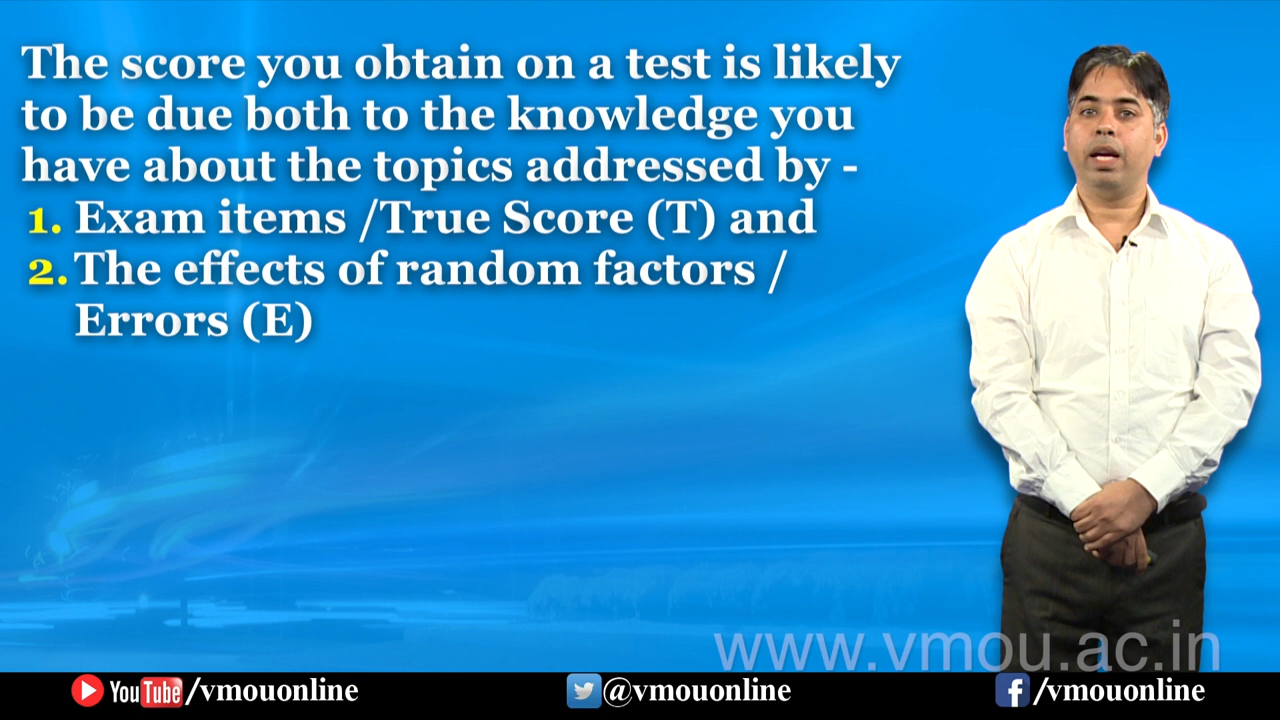 The score you obtain on a test is likely
to be due both to the knowledge you
have about the topics addressed by -
1. Exam items /True Score (T) and
2. The effects of random factors /
Errors (E)
www.vmou.ac.in
YouTube/vmouonline
@vmouonline
f/vmouonline